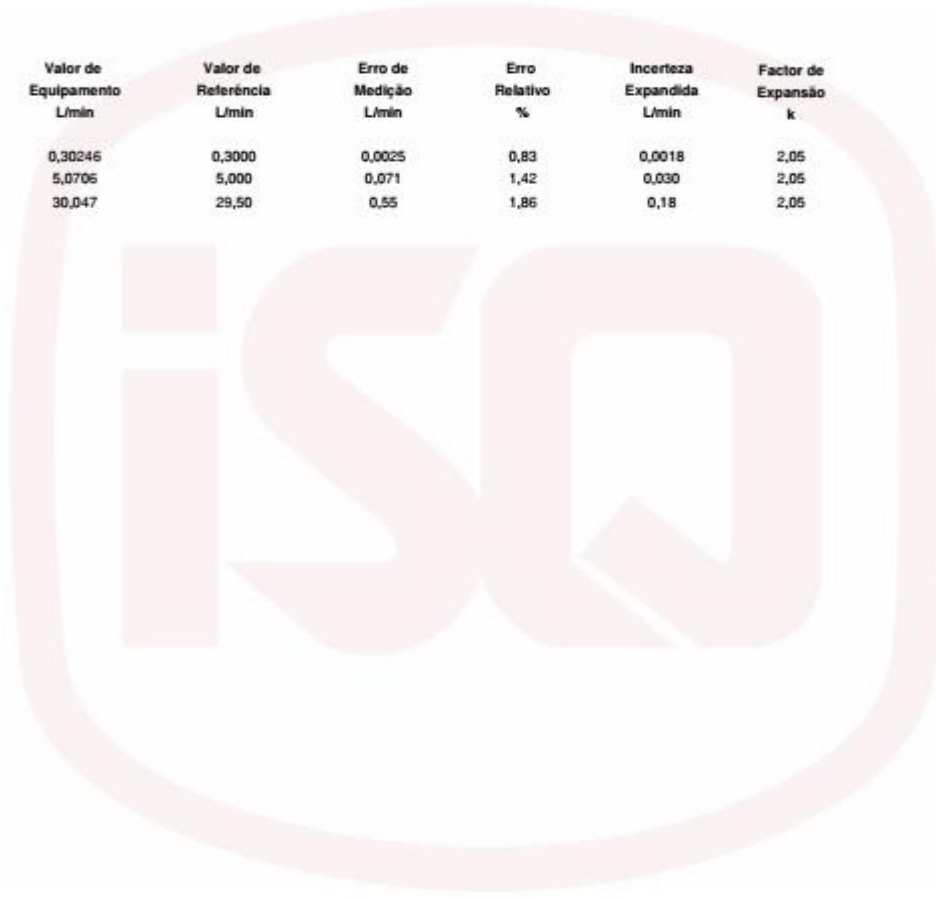 Valor de Valor de Erro de Erro Incerteza Factor de
Equipamento Referência Medição Relativo Expandida Expansão
L/min L/min L/min % L/min k
0,30246 0,3000 0,0025 0,83 0,0018 2,05
5,0706 5,000 0,071 1,42 0,030 2,05
30,047 29,50 0,55 1,86 0,18 2,05
iSQ